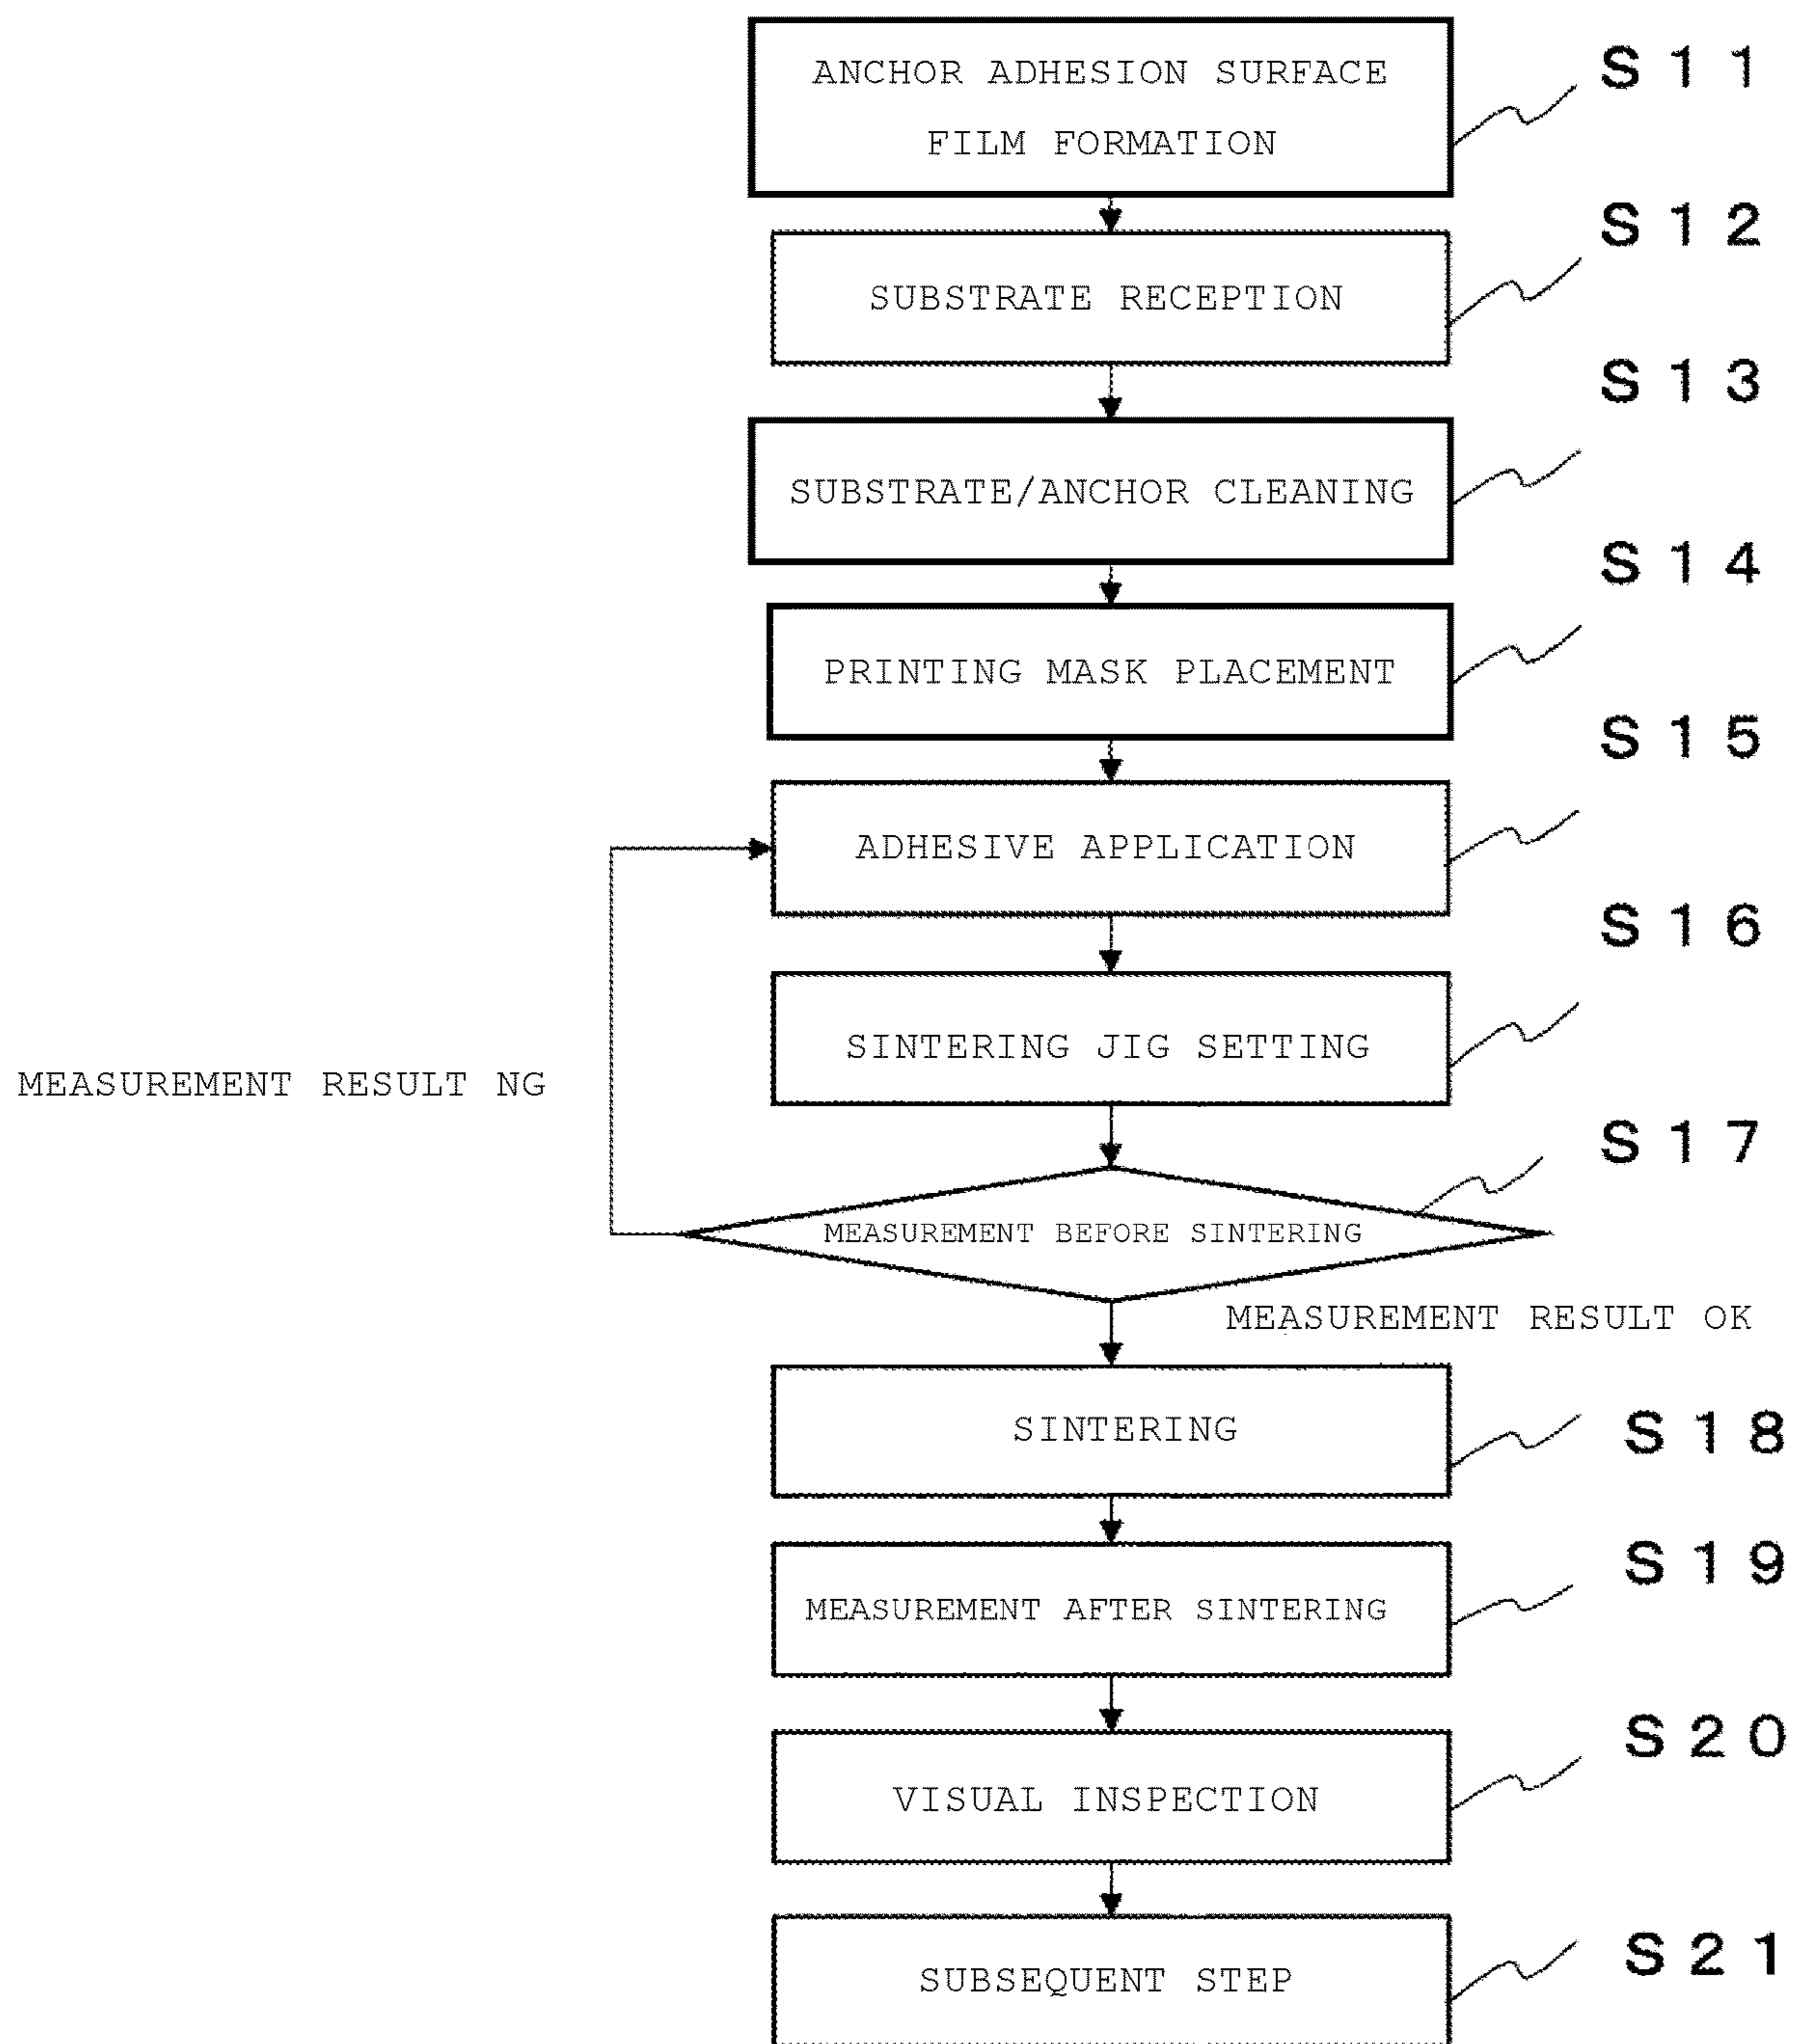 ANCHOR ADHESION SURFACE
FILM FORMATION
S11
SUBSTRATE RECEPTION
S12
SUBSTRATE/ANCHOR CLEANING
S13
PRINTING MASK PLACEMENT
S14
ADHESIVE APPLICATION
S15
SINTERING JIG SETTING
S16
MEASUREMENT RESULT NG
MEASUREMENT BEFORE SINTERING
S17
MEASUREMENT RESULT OK
SINTERING
S18
MEASUREMENT AFTER SINTERING
S19
VISUAL INSPECTION
S20
SUBSEQUENT STEP
S21